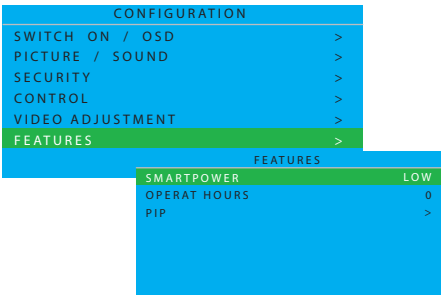 CONFIGURATION
SWITCH ON / OSD >
PICTURE / SOUND >
SECURITY >
CONTROL >
VIDEO ADJUSTMENT >
FEATURES >
FEATURES
SMARTPOWER LOW
OPERAT HOURS 0
PIP >